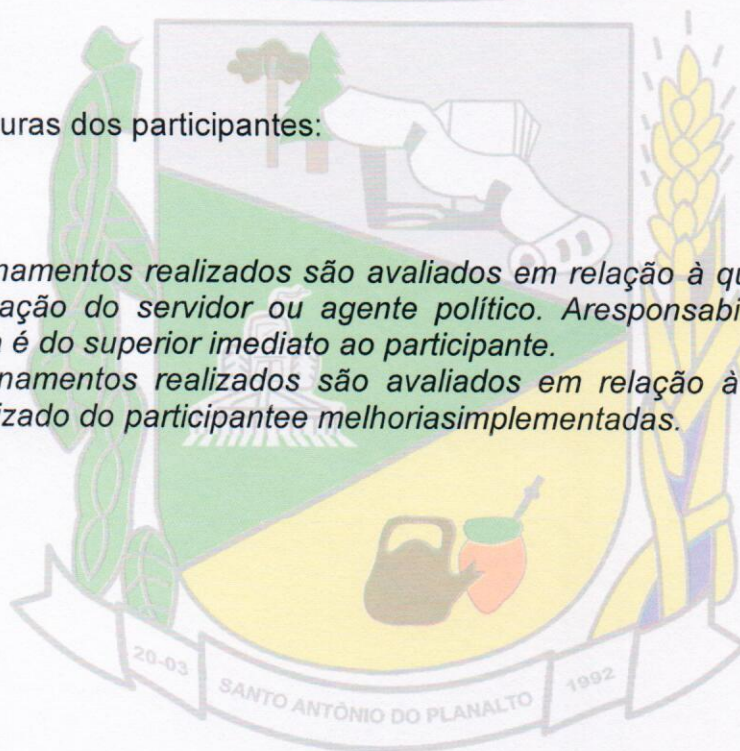 uras dos participantes:
namentos realizados são avaliados em relação à qu
ação do servidor ou agente político. Aresponsabi
a é do superior imediato ao participante.
namentos realizados são avaliados em relação à
izado do participantee melhoriasimplementadas.
20-03 SANTO ANTÔNIO DO PLANALTO 1992